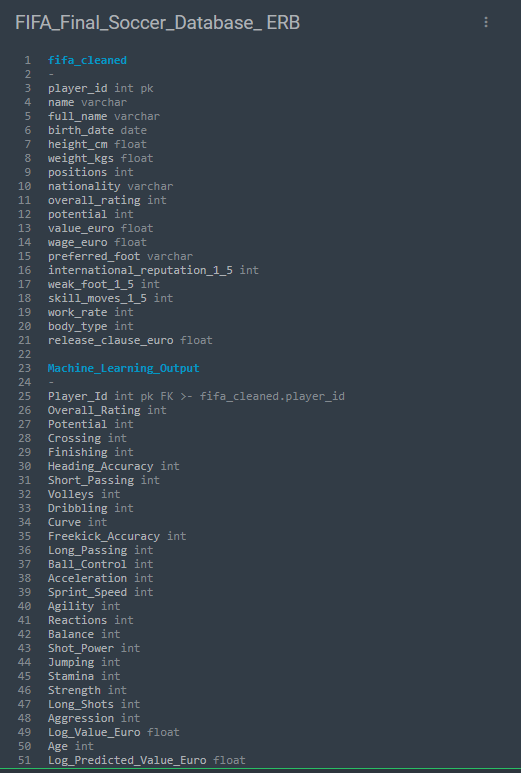 FIFA_Final_Soccer_Database_ ERB
1 fifa_cleaned
2 -
3 player_id int pk
4 name varchar
5 full_name varchar
6 birth_date date
7 height_cm float
8 weight_kgs float
9 positions int
10 nationality varchar
11 overall_rating int
12 potential int
13 value_euro float
14 wage_euro float
15 preferred_foot varchar
16 international_reputation_1_5 int
17 weak_foot_1_5 int
18 skill_moves_1_5 int
19 work_rate int
20 body_type int
21 release_clause_euro float
22
23 Machine_Learning_Output
24 -
25 Player_Id int pk FK >- fifa_cleaned.player_id
26 Overall_Rating int
27 Potential int
28 Crossing int
29 Finishing int
30 Heading_Accuracy int
31 Short_Passing int
32 Volleys int
33 Dribbling int
34 Curve int
35 Freekick_Accuracy int
36 Long_Passing int
37 Ball_Control int
38 Acceleration int
39 Sprint_Speed int
40 Agility int
41 Reactions int
42 Balance int
43 Shot_Power int
44 Jumping int
45 Stamina int
46 Strength int
47 Long_Shots int
48 Aggression int
49 Log_Value_Euro float
50 Age int
51 Log_Predicted_Value_Euro float